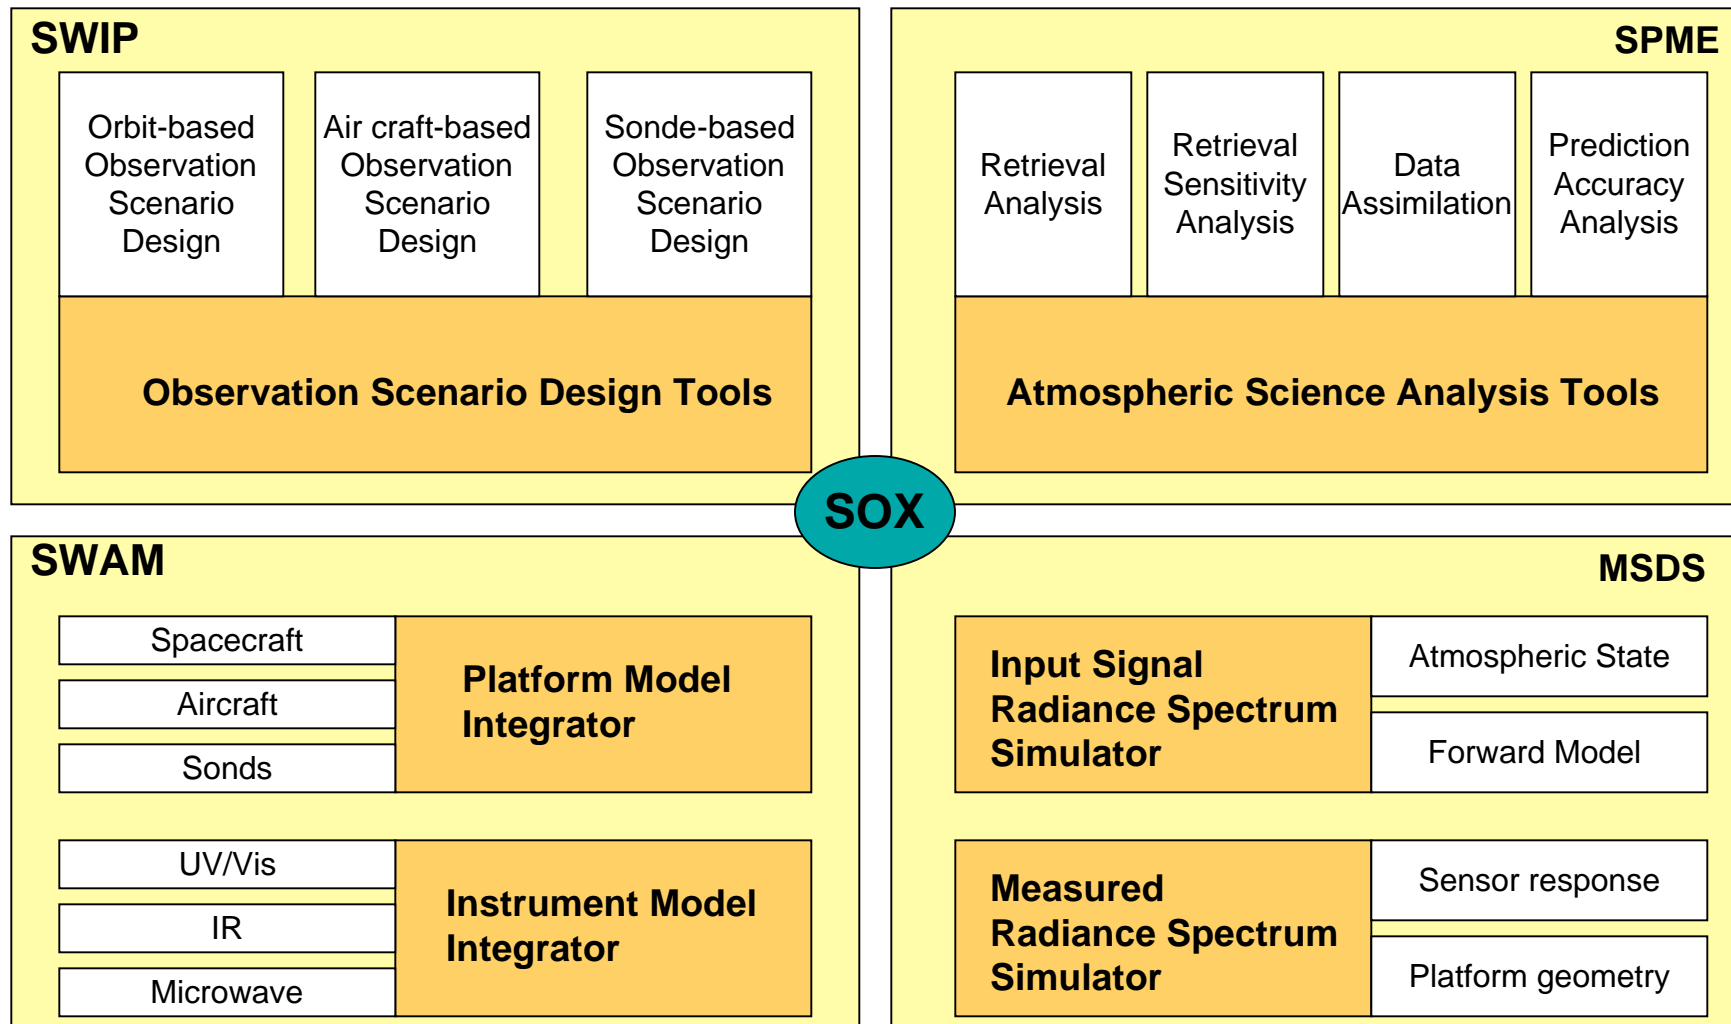 SWIP
Orbit-based
Observation
Scenario
Design
Air craft-based
Observation
Scenario
Design
Sonde-based
Observation
Scenario
Design
Observation Scenario Design Tools
SPME
Retrieval
Analysis
Retrieval
Sensitivity
Analysis
Data
Assimilation
Prediction
Accuracy
Analysis
Atmospheric Science Analysis Tools
SOX
SWAM
Spacecraft
Aircraft
Sonds
Platform Model
Integrator
UV/Vis
IR
Microwave
Instrument Model
Integrator
MSDS
Input Signal
Radiance Spectrum
Simulator
Atmospheric State
Forward Model
Measured
Radiance Spectrum
Simulator
Sensor response
Platform geometry